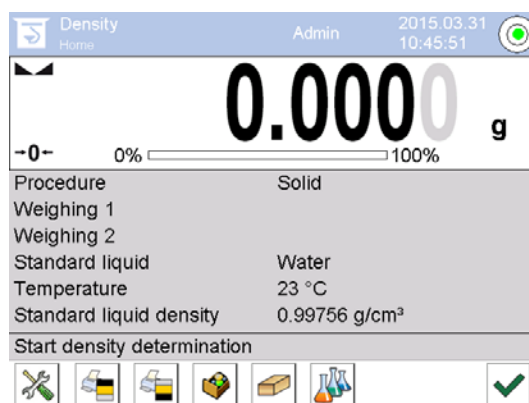 Density Admin 2015.03.31
Home 10:45:51
0.0000 g
→0← 0% 100%
Procedure Solid
Weighing 1
Weighing 2
Standard liquid Water
Temperature 23 °C
Standard liquid density 0.99756 g/cm³
Start density determination